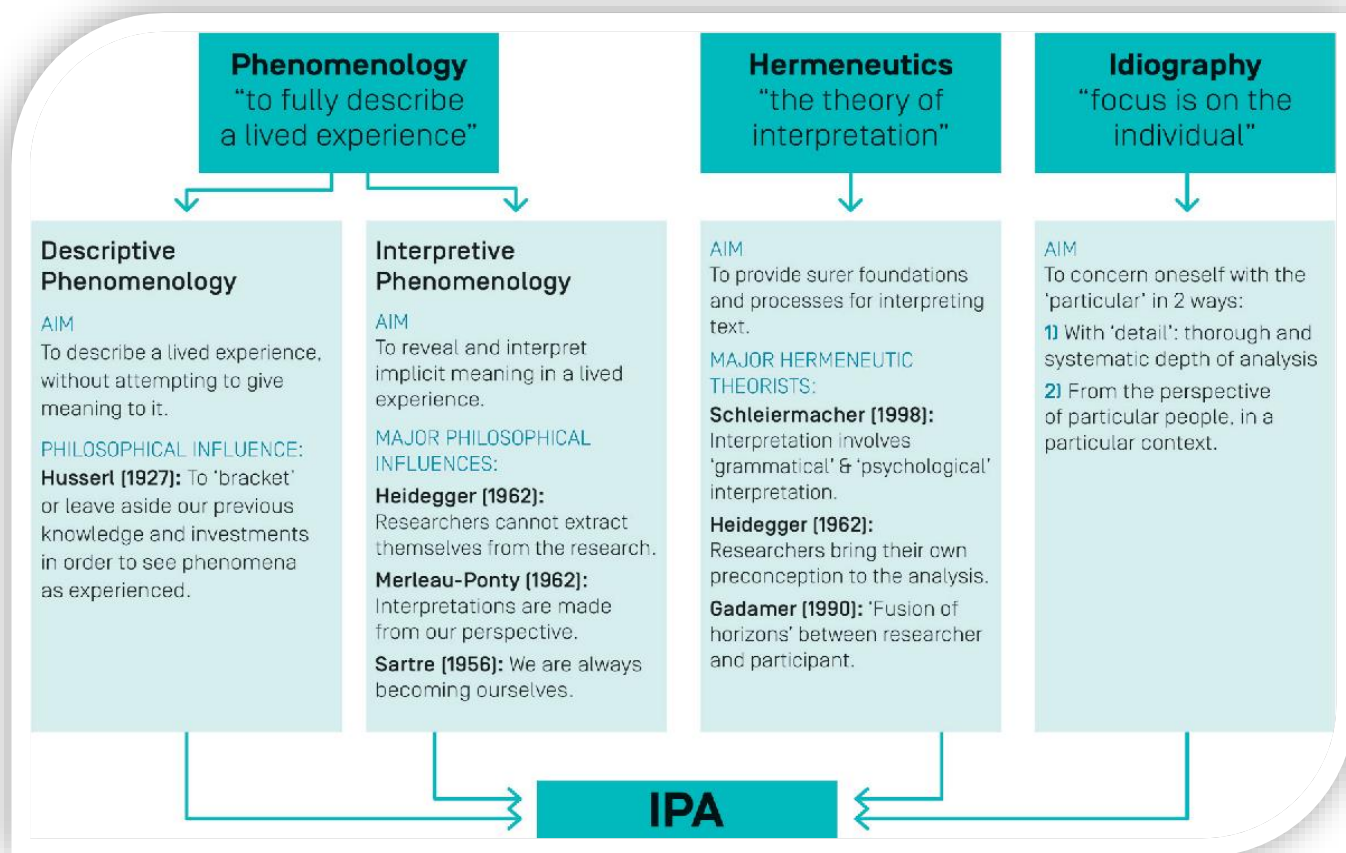 Phenomenology
"to fully describe
a lived experience"
Hermeneutics
"the theory of
interpretation"
Idiography
"focus is on the
individual"
Descriptive
Phenomenology
AIM
To describe a lived experience,
without attempting to give
meaning to it.
PHILOSOPHICAL INFLUENCE:
Husserl (1927): To 'bracket'
or leave aside our previous
knowledge and investments
in order to see phenomena
as experienced.
Interpretive
Phenomenology
AIM
To reveal and interpret
implicit meaning in a lived
experience.
MAJOR PHILOSOPHICAL
INFLUENCES:
Heidegger (1962):
Researchers cannot extract
themselves from the research.
Merleau-Ponty (1962):
Interpretations are made
from our perspective.
Sartre (1956): We are always
becoming ourselves.
AIM
To provide surer foundations
and processes for interpreting
text.
MAJOR HERMENEUTIC
THEORISTS:
Schleiermacher (1998):
Interpretation involves
'grammatical' & 'psychological'
interpretation.
Heidegger (1962):
Researchers bring their own
preconception to the analysis.
Gadamer (1990): 'Fusion of
horizons' between researcher
and participant.
AIM
To concern oneself with the
'particular' in 2 ways:
1) With 'detail': thorough and
systematic depth of analysis
2) From the perspective
of particular people, in a
particular context.
IPA